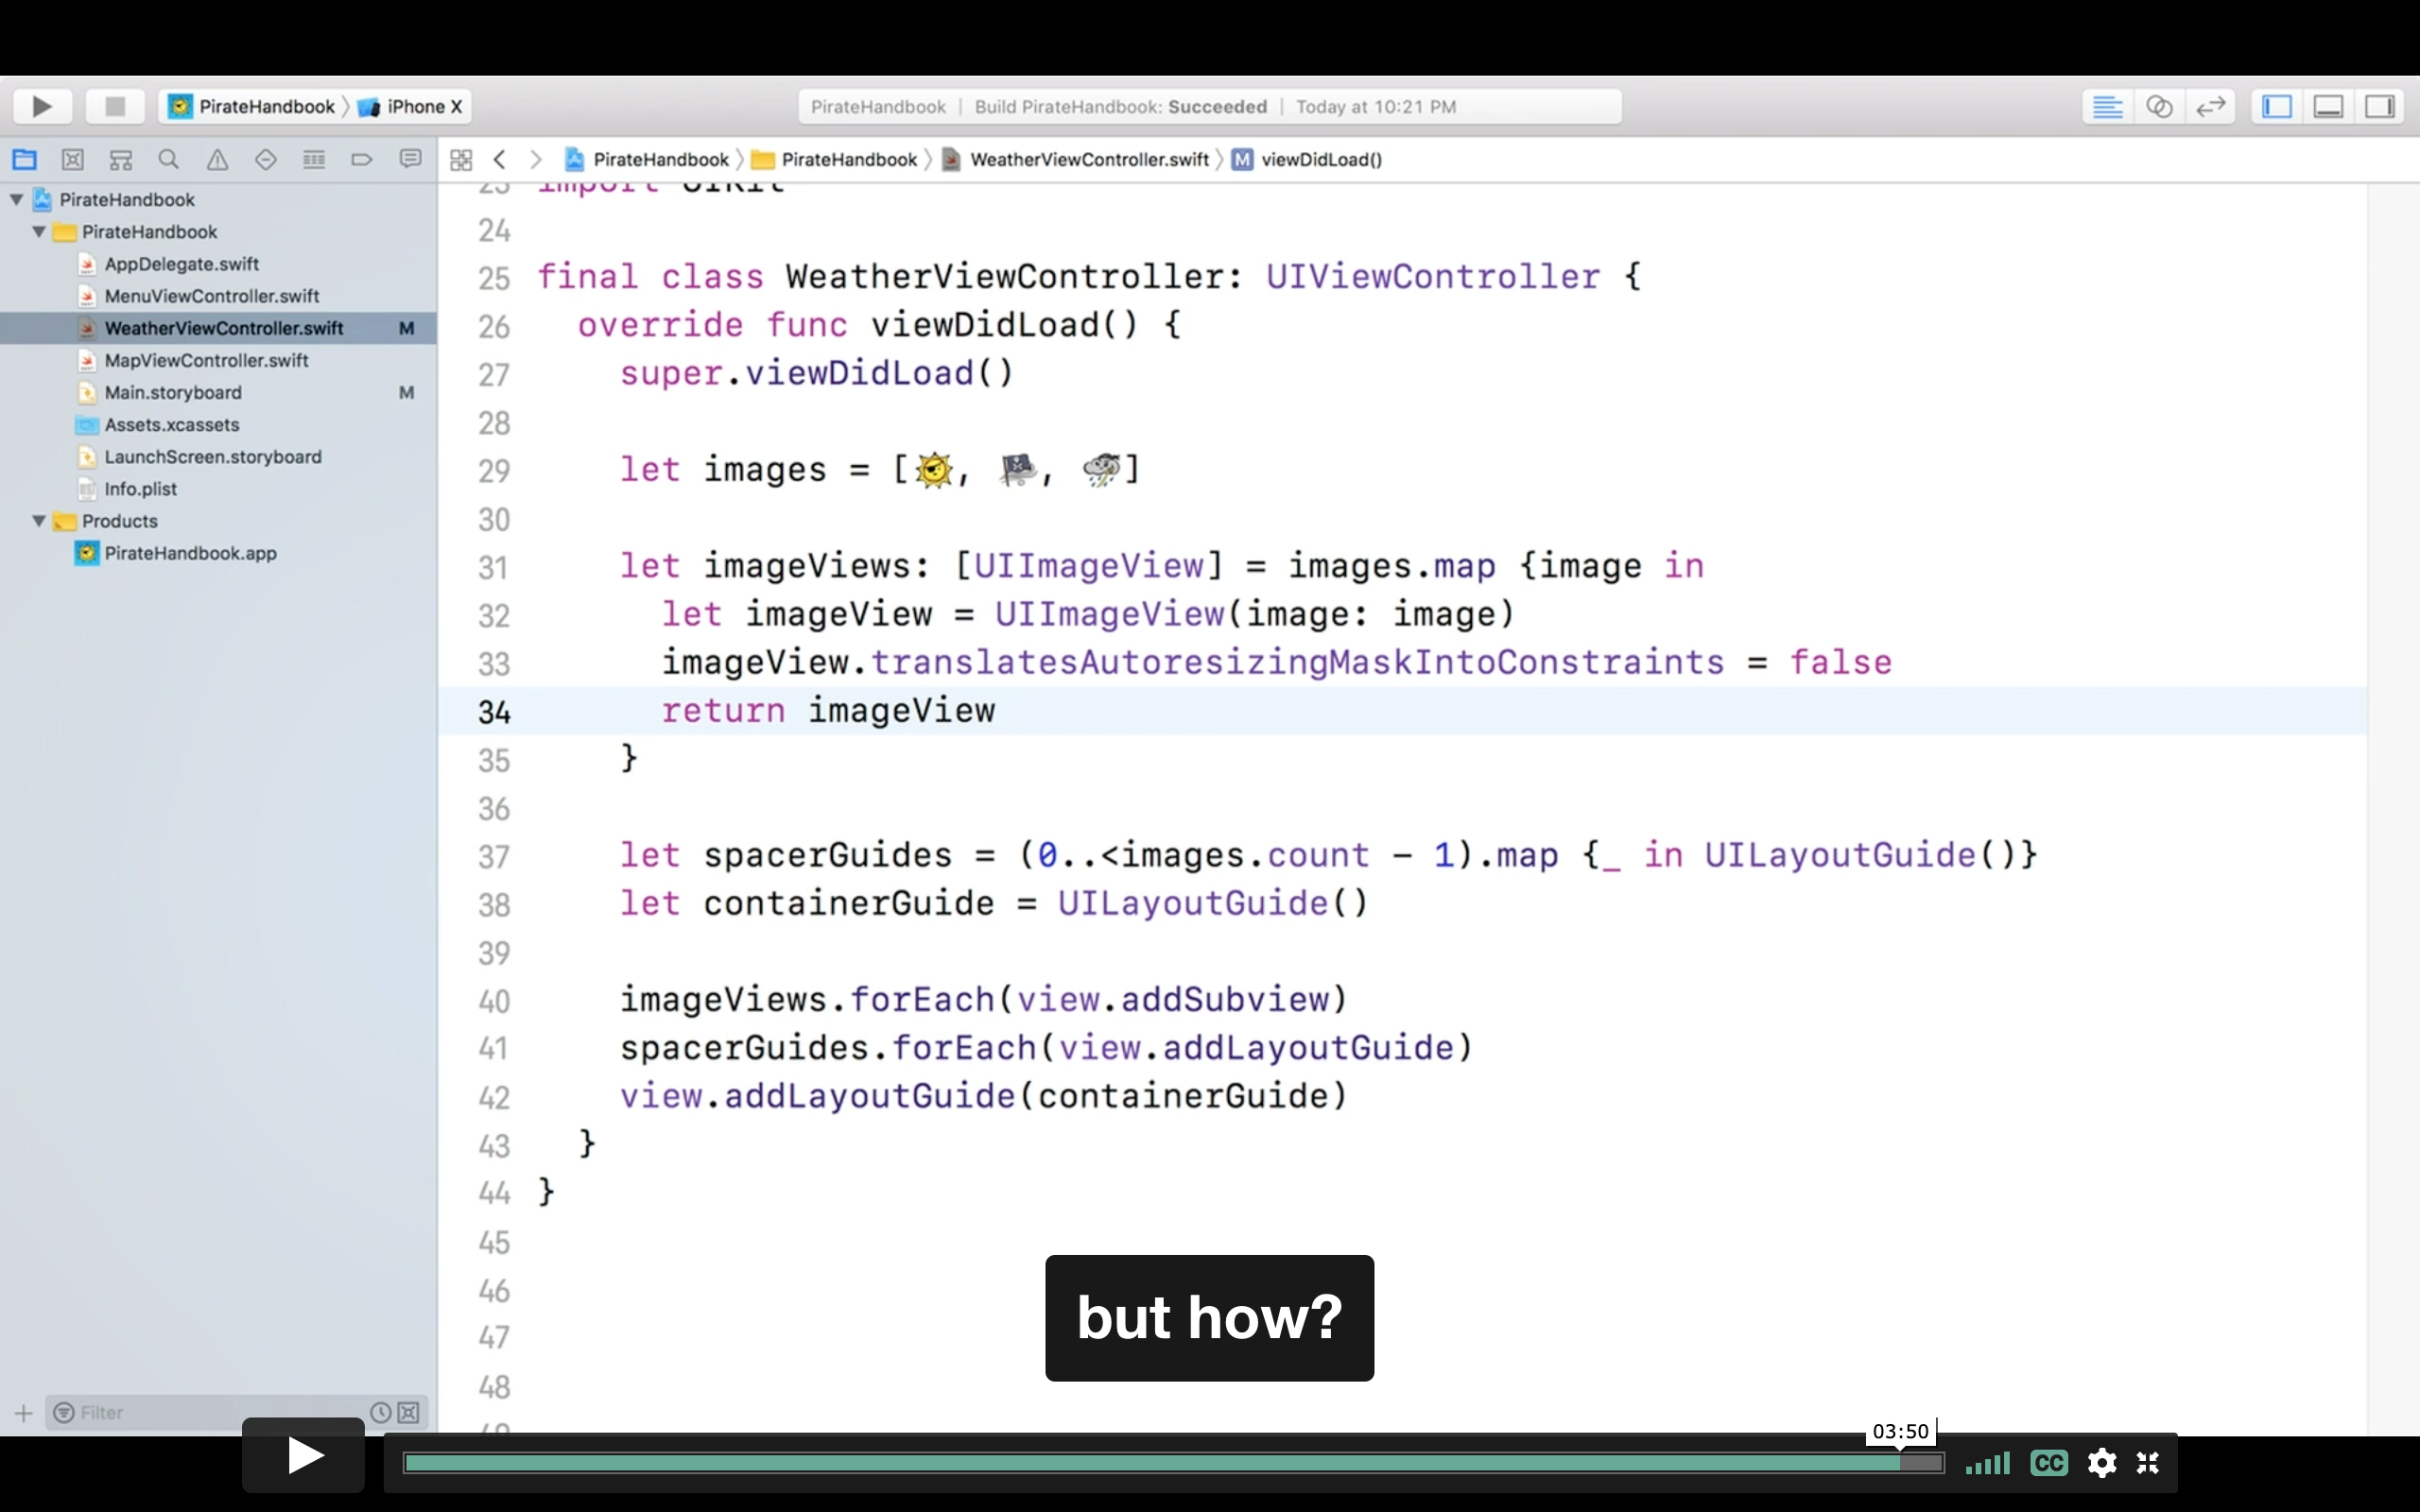 PirateHandbook 〉 iPhone X
PirateHandbook | Build PirateHandbook: Succeeded | Today at 10:21 PM
PirateHandbook 〉 PirateHandbook 〉 WeatherViewController.swift 〉 M viewDidLoad()
PirateHandbook
PirateHandbook
AppDelegate.swift
MenuViewController.swift
WeatherViewController.swift M
MapViewController.swift
Main.storyboard M
Assets.xcassets
LaunchScreen.storyboard
Info.plist
Products
PirateHandbook.app
Filter
23 import UIKit
24
25 final class WeatherViewController: UIViewController {
26 override func viewDidLoad() {
27 super.viewDidLoad()
28
29 let images = [, , ]
30
31 let imageViews: [UIImageView] = images.map {image in
32 let imageView = UIImageView(image: image)
33 imageView.translatesAutoresizingMaskIntoConstraints = false
34 return imageView
35 }
36
37 let spacerGuides = (0..<images.count - 1).map {_ in UILayoutGuide()}
38 let containerGuide = UILayoutGuide()
39
40 imageViews.forEach(view.addSubview)
41 spacerGuides.forEach(view.addLayoutGuide)
42 view.addLayoutGuide(containerGuide)
43 }
44 }
45
46
47
48
but how?
03:50
CC